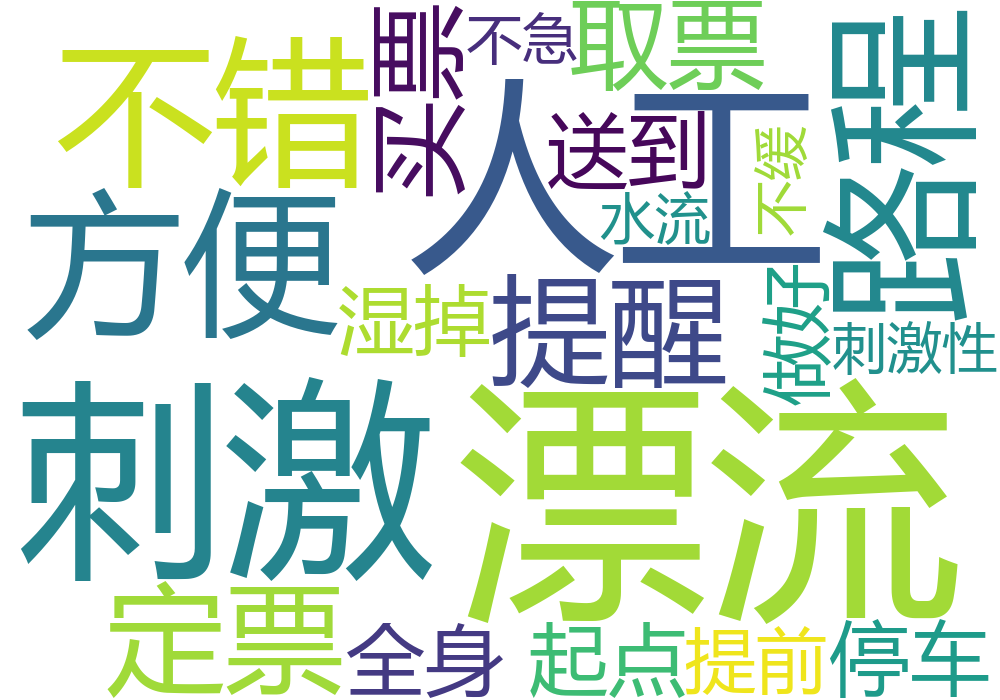 不错
买票
不急
取票
人工
送到
不缓
路程
方便
水流
湿掉
提醒
做好
刺激性
刺激
漂流
定票
全身
起点
提前
停车